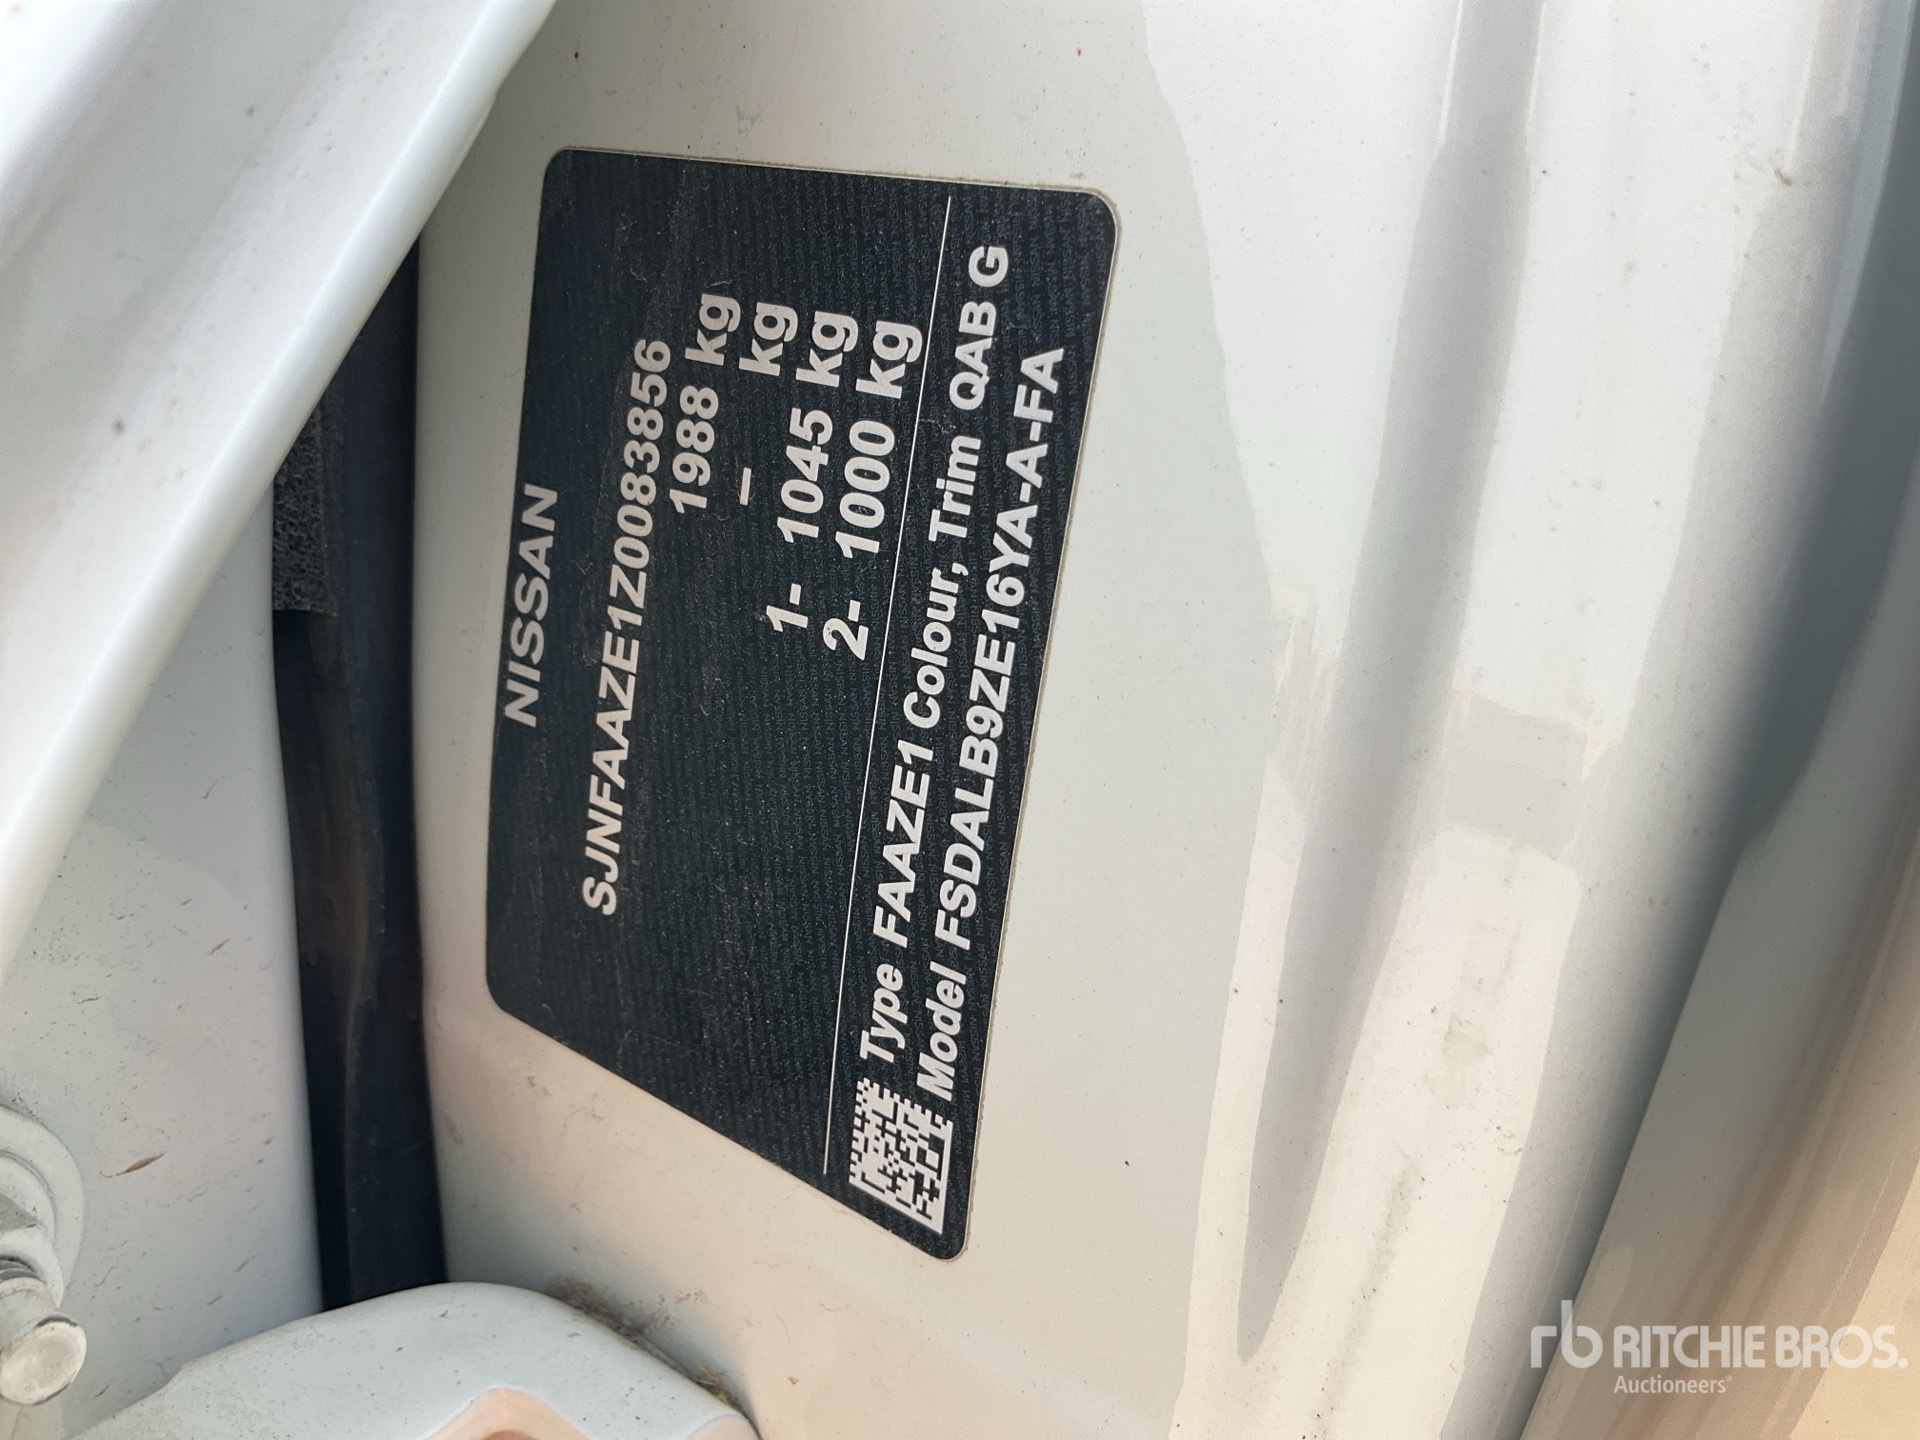 NISSAN
SJNFAAZE1Z0083856
1988 kg
– kg
1- 1045 kg
2- 1000 kg
Type FAAZE1 Colour, Trim QAB G
Model FSDALB9ZE16YA-A-FA
rb RITCHIE BROS.
Auctioneers